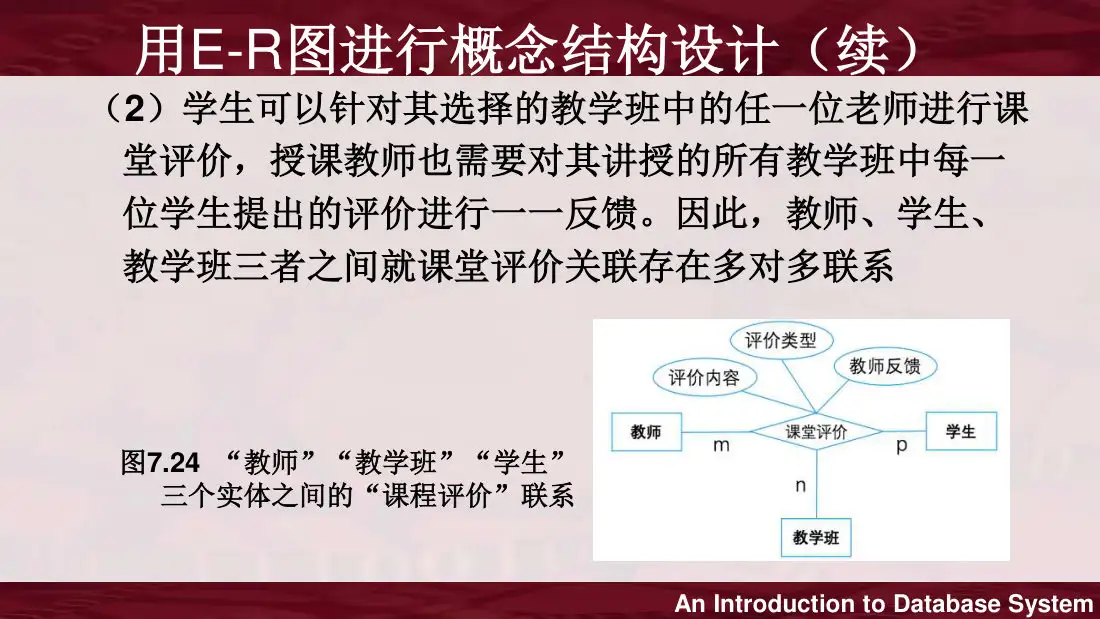 用E-R图进行概念结构设计（续）
（2）学生可以针对其选择的教学班中的任一位老师进行课
堂评价，授课教师也需要对其讲授的所有教学班中每一
位学生提出的评价进行一一反馈。因此，教师、学生、
教学班三者之间就课堂评价关联存在多对多联系
评价类型
评价内容
教师反馈
教师
m
课堂评价
p
学生
n
教学班
图7.24 “教师”“教学班”“学生”
三个实体之间的“课程评价”联系
An Introduction to Database System